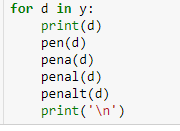 for d in y:
    print(d)
    pen(d)
    pena(d)
    penal(d)
    penalt(d)
    print('\n')